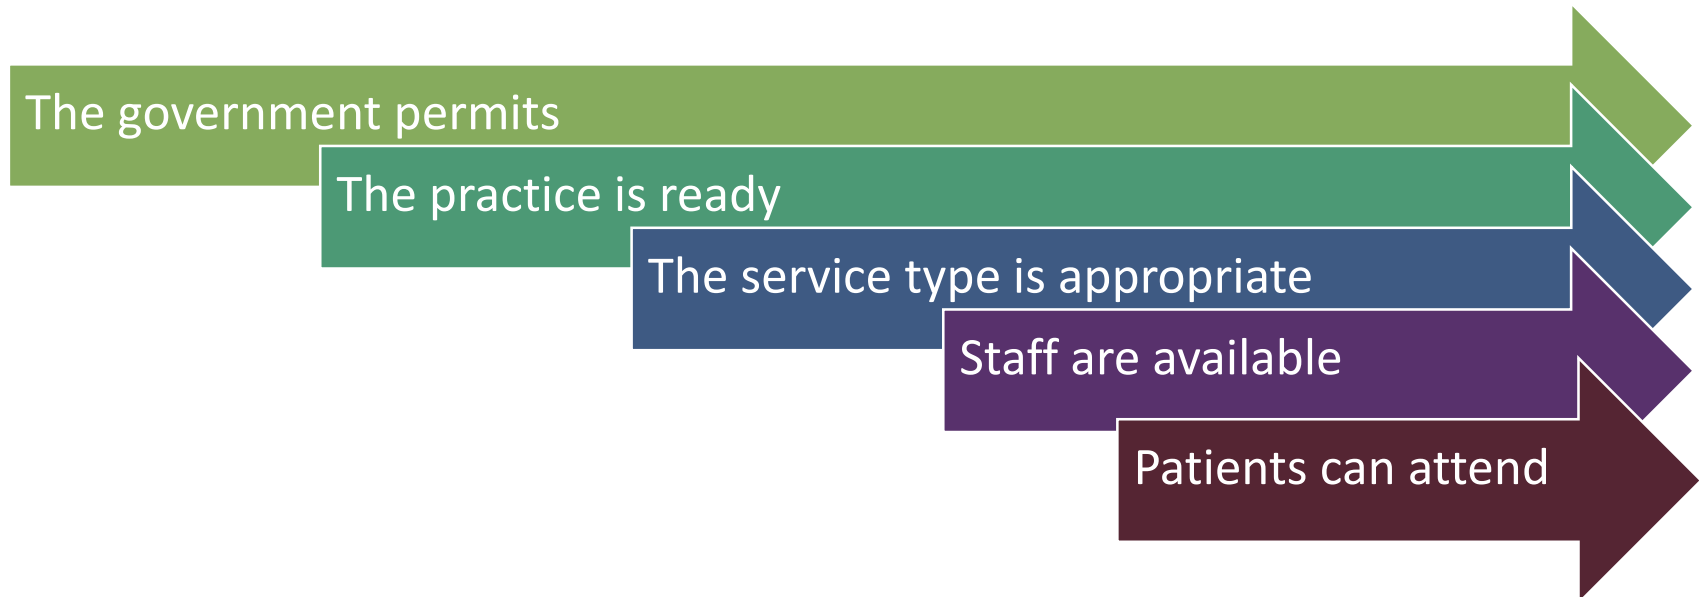 The government permits
The practice is ready
The service type is appropriate
Staff are available
Patients can attend